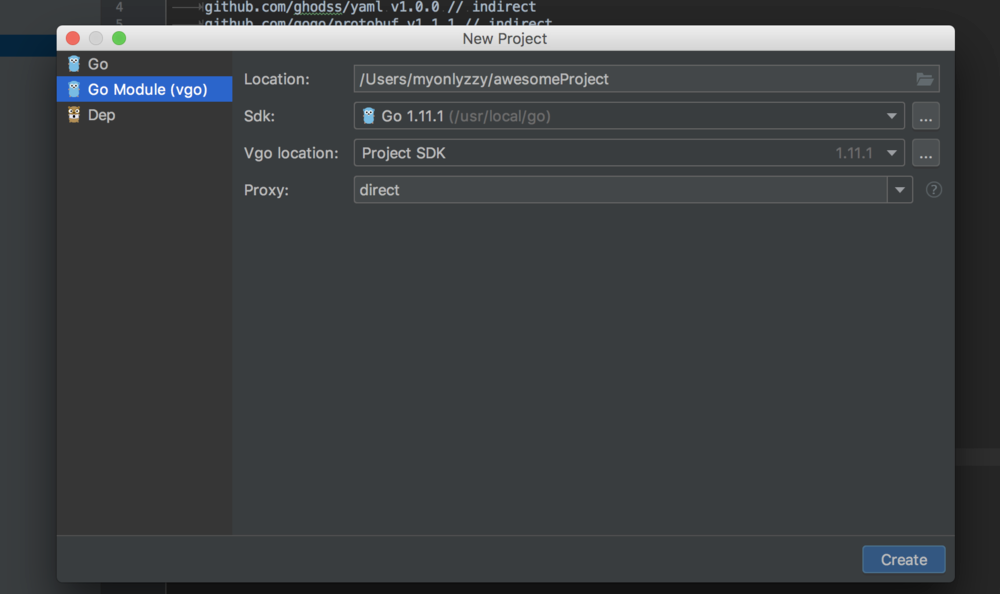 4 github.com/ghodss/yaml v1.0.0 // indirect
5 github.com/gogo/protobuf v1.1.1 // indirect
New Project
Go
Go Module (vgo)
Dep
Location: /Users/myonlyzzy/awesomeProject
Sdk: Go 1.11.1 (/usr/local/go) ...
Vgo location: Project SDK 1.11.1 ...
Proxy: direct ?
Create